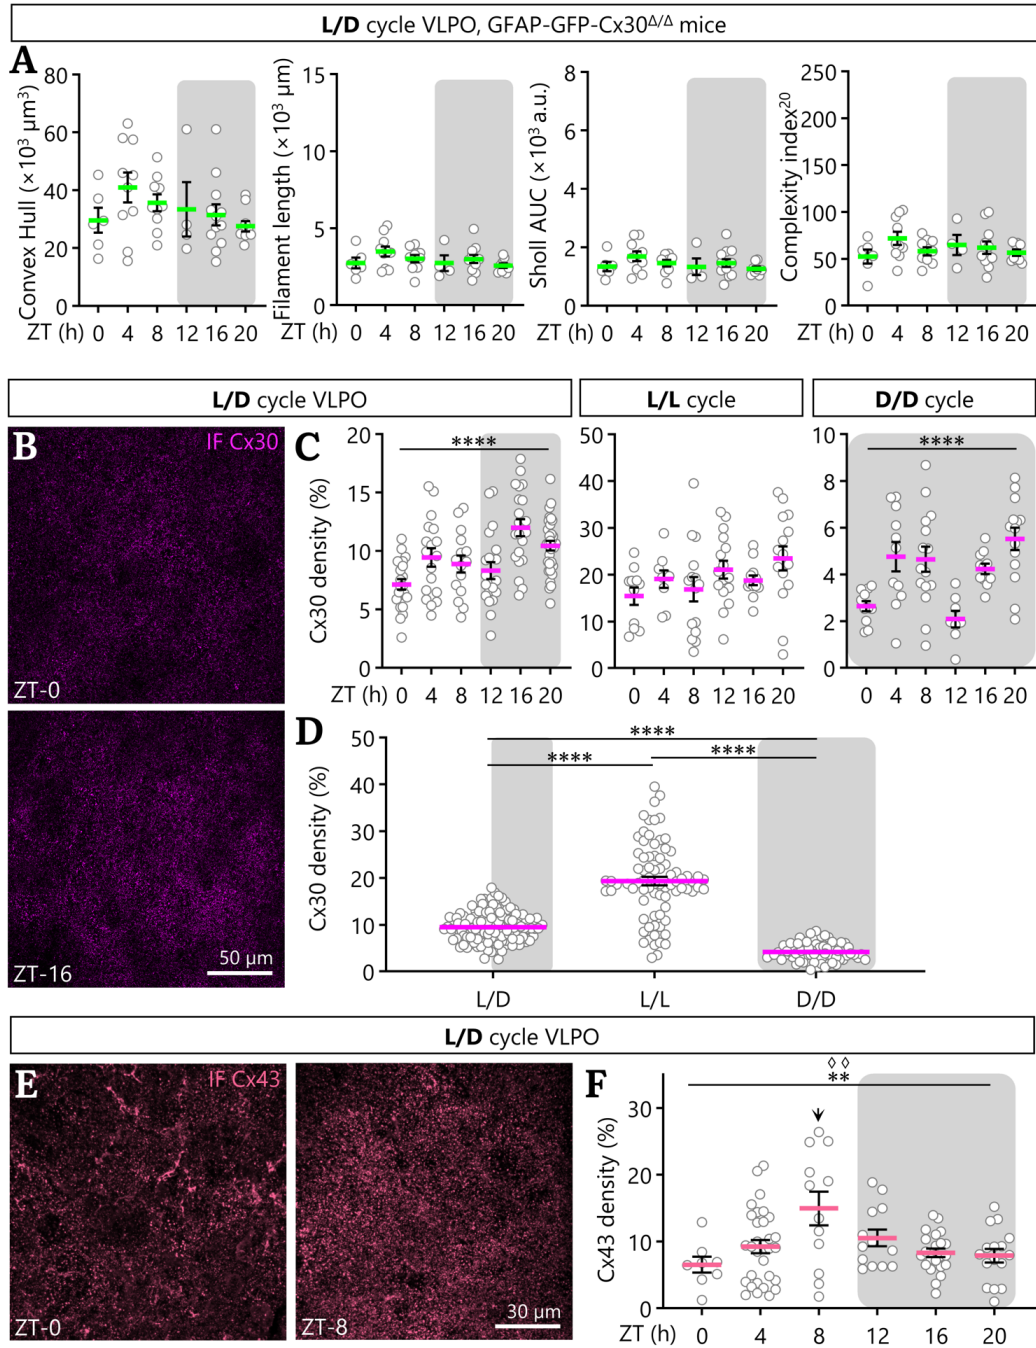 L/D cycle VLPO, GFAP-GFP-Cx30Δ/Δ mice
A
Convex Hull (×10³ µm³)
80
60
40
20
0
ZT (h) 0 4 8 12 16 20
Filament length (×10³ µm)
15
10
5
0
0 4 8 12 16 20
Sholl AUC (×10³ a.u.)
8
6
4
2
0
0 4 8 12 16 20
Complexity index²⁰
250
200
150
100
50
0
0 4 8 12 16 20
L/D cycle VLPO
L/L cycle
D/D cycle
B
IF Cx30
ZT-0
ZT-16
50 µm
C
Cx30 density (%)
20
15
10
5
0
****
ZT (h) 0 4 8 12 16 20
50
40
30
20
10
0
0 4 8 12 16 20
10
8
6
4
2
0
****
0 4 8 12 16 20
D
Cx30 density (%)
50
40
30
20
10
0
****
**** ****
L/D L/L D/D
L/D cycle VLPO
E
IF Cx43
ZT-0
ZT-8
30 µm
F
Cx43 density (%)
30
20
10
0
◊ ◊
**
ZT (h) 0 4 8 12 16 20